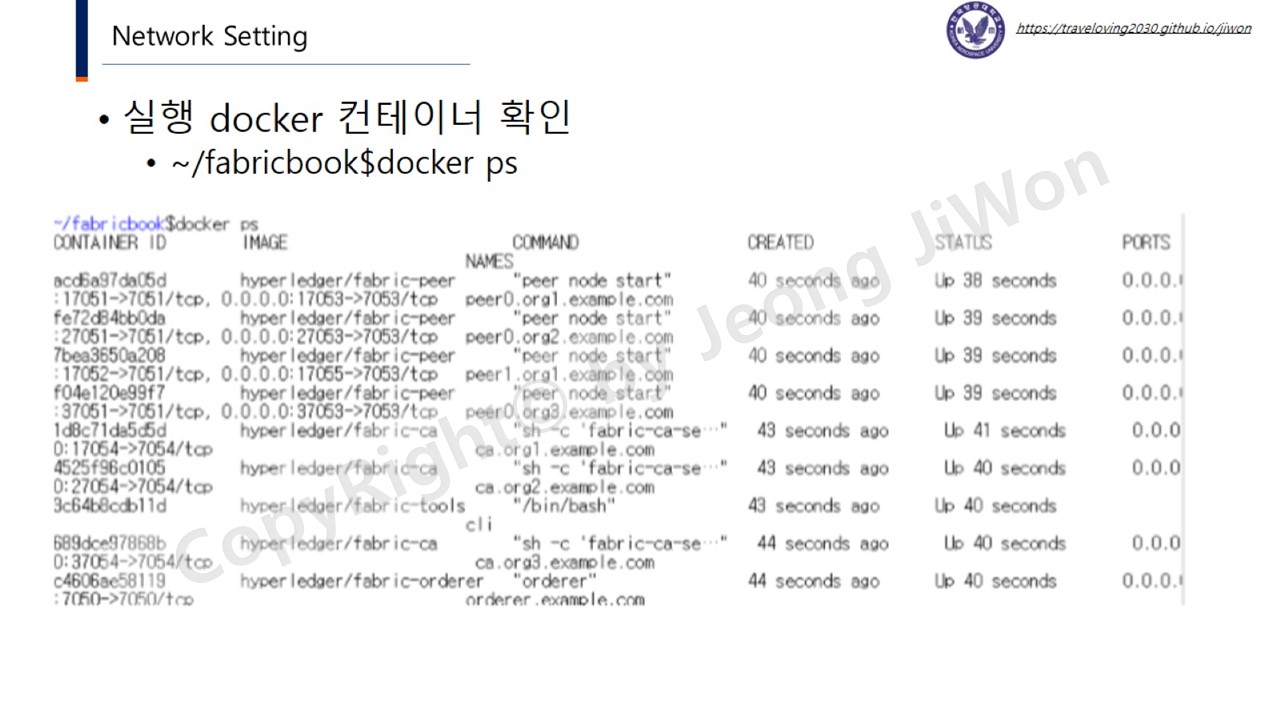 Network Setting
https://traveloving2030.github.io/jiwon
• 실행 docker 컨테이너 확인
• ~/fabricbook$docker ps
~/fabricbook$docker ps
CONTAINER ID IMAGE COMMAND CREATED STATUS PORTS
NAMES
acd6a97da05d hyperledger/fabric-peer "peer node start" 40 seconds ago Up 38 seconds 0.0.0.
:17051->7051/tcp, 0.0.0.0:17053->7053/tcp peer0.org1.example.com
fe72d84bb0da hyperledger/fabric-peer "peer node start" 40 seconds ago Up 39 seconds 0.0.0.
:27051->7051/tcp, 0.0.0.0:27053->7053/tcp peer0.org2.example.com
7bea3650a208 hyperledger/fabric-peer "peer node start" 40 seconds ago Up 39 seconds 0.0.0.
:17052->7051/tcp, 0.0.0.0:17055->7053/tcp peer1.org1.example.com
f04e120e99f7 hyperledger/fabric-peer "peer node start" 40 seconds ago Up 39 seconds 0.0.0.
:37051->7051/tcp, 0.0.0.0:37053->7053/tcp peer0.org3.example.com
1d8c71da5d5d hyperledger/fabric-ca "sh -c 'fabric-ca-se…" 43 seconds ago Up 41 seconds 0.0.0
0:17054->7054/tcp ca.org1.example.com
4525f96c0105 hyperledger/fabric-ca "sh -c 'fabric-ca-se…" 43 seconds ago Up 40 seconds 0.0.0
0:27054->7054/tcp ca.org2.example.com
3c64b8cdb11d hyperledger/fabric-tools "/bin/bash" 43 seconds ago Up 40 seconds
cli
689dce97868b hyperledger/fabric-ca "sh -c 'fabric-ca-se…" 44 seconds ago Up 40 seconds 0.0.0
0:37054->7054/tcp ca.org3.example.com
c4606ae58119 hyperledger/fabric-orderer "orderer" 44 seconds ago Up 40 seconds 0.0.0.
:7050->7050/tcp orderer.example.com
CopyRight© by Jeong JiWon